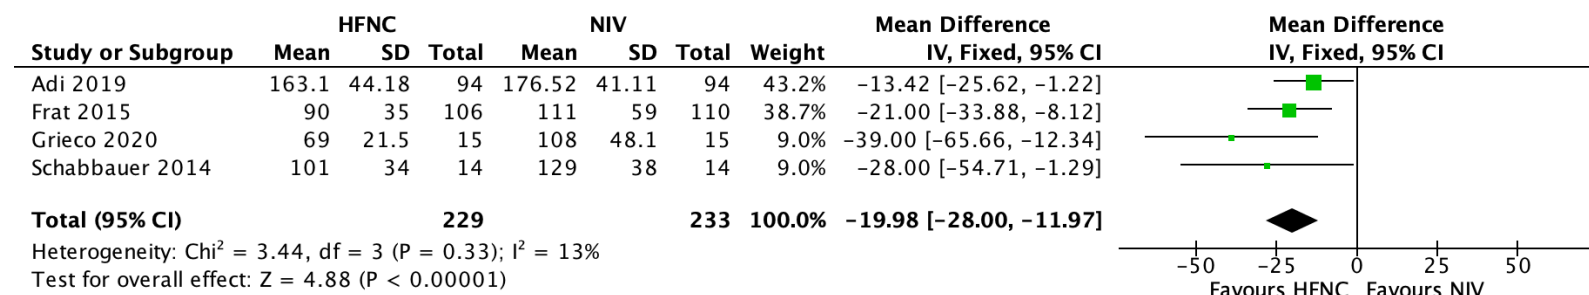 HFNC NIV Mean Difference Mean Difference
Study or Subgroup Mean SD Total Mean SD Total Weight IV, Fixed, 95% CI IV, Fixed, 95% CI
Adi 2019 163.1 44.18 94 176.52 41.11 94 43.2% −13.42 [−25.62, −1.22]
Frat 2015 90 35 106 111 59 110 38.7% −21.00 [−33.88, −8.12]
Grieco 2020 69 21.5 15 108 48.1 15 9.0% −39.00 [−65.66, −12.34]
Schabbauer 2014 101 34 14 129 38 14 9.0% −28.00 [−54.71, −1.29]
Total (95% CI) 229 233 100.0% −19.98 [−28.00, −11.97]
Heterogeneity: Chi² = 3.44, df = 3 (P = 0.33); I² = 13%
Test for overall effect: Z = 4.88 (P < 0.00001)
−50 −25 0 25 50
Favours HFNC Favours NIV